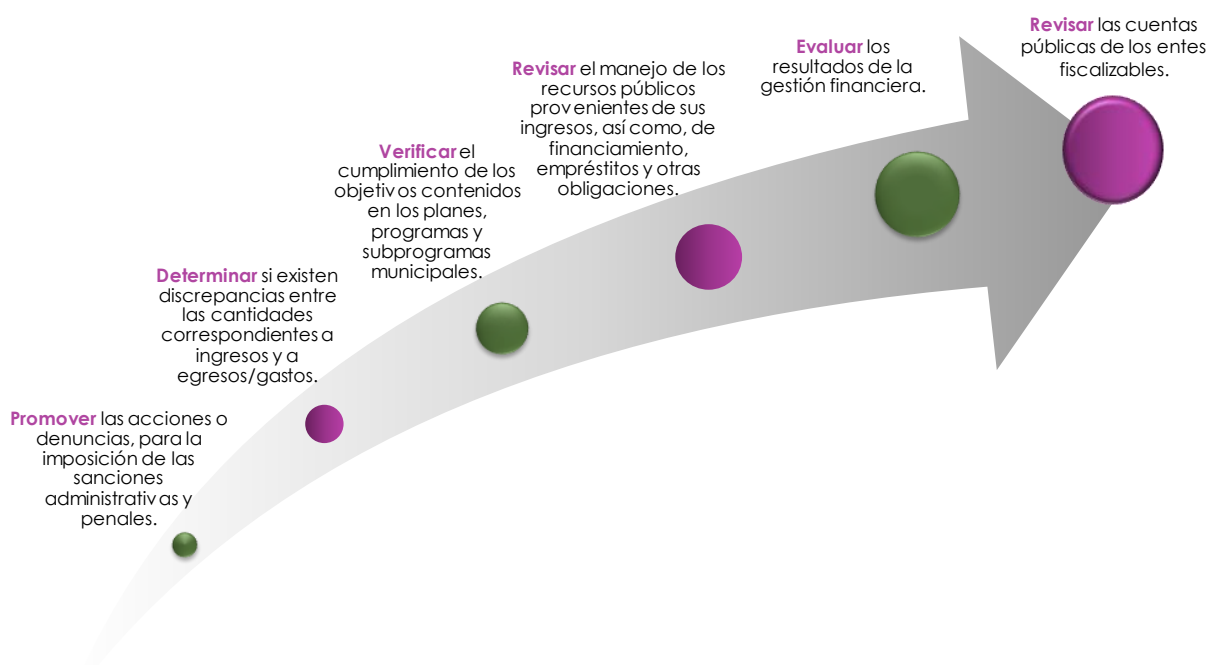 Promover las acciones o
denuncias, para la
imposición de las
sanciones
administrativas y
penales.
Determinar si existen
discrepancias entre
las cantidades
correspondientes a
ingresos y a
egresos/gastos.
Verificar el
cumplimiento de los
objetivos contenidos
en los planes,
programas y
subprogramas
municipales.
Revisar el manejo de los
recursos públicos
provenientes de sus
ingresos, así como, de
financiamiento,
empréstitos y otras
obligaciones.
Evaluar los
resultados de la
gestión financiera.
Revisar las cuentas
públicas de los entes
fiscalizables.